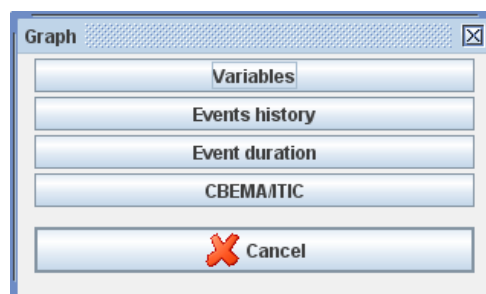 Graph
Variables
Events history
Event duration
CBEMA/ITIC
Cancel